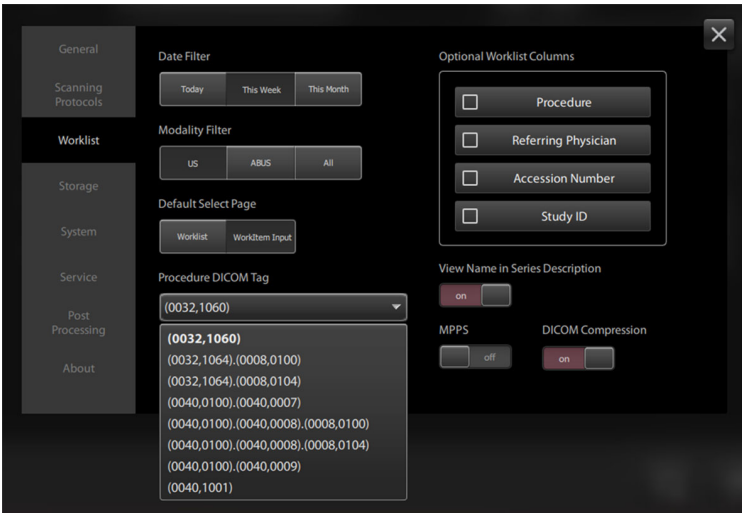 General
Scanning
Protocols
Worklist
Storage
System
Service
Post
Processing
About
Date Filter
Today This Week This Month
Modality Filter
US ABUS All
Default Select Page
Worklist WorkItem Input
Procedure DICOM Tag
(0032,1060)
(0032,1060)
(0032,1064).(0008,0100)
(0032,1064).(0008,0104)
(0040,0100).(0040,0007)
(0040,0100).(0040,0008).(0008,0100)
(0040,0100).(0040,0008).(0008,0104)
(0040,0100).(0040,0009)
(0040,1001)
Optional Worklist Columns
Procedure
Referring Physician
Accession Number
Study ID
View Name in Series Description
on
MPPS DICOM Compression
off on